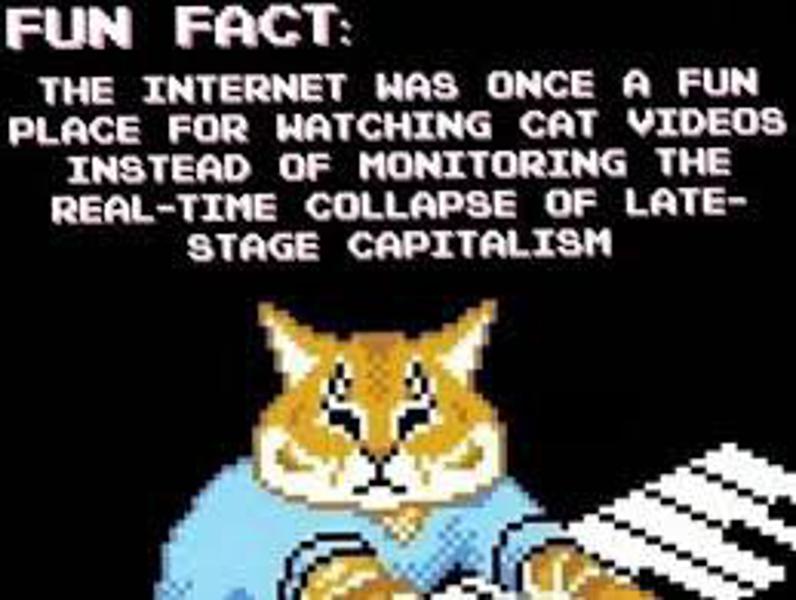 FUN FACT:
THE INTERNET WAS ONCE A FUN
PLACE FOR WATCHING CAT VIDEOS
INSTEAD OF MONITORING THE
REAL-TIME COLLAPSE OF LATE-
STAGE CAPITALISM